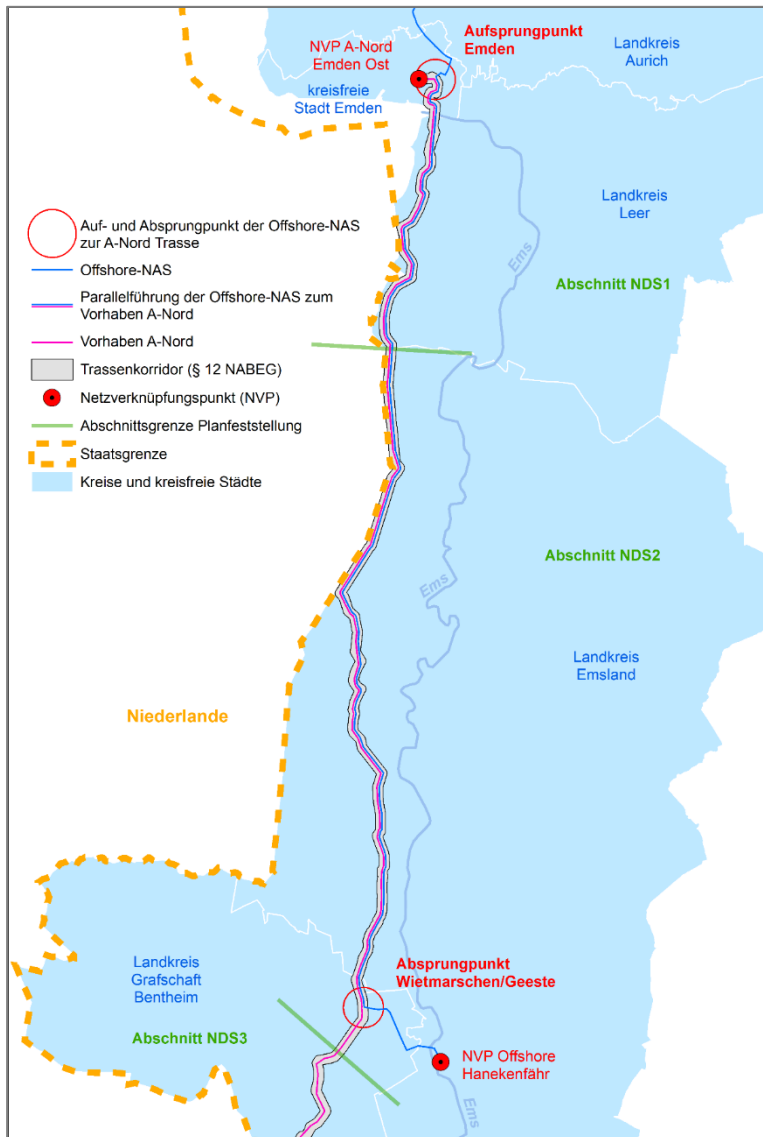 Aufsprungpunkt
Emden
NVP A-Nord
Emden Ost
Landkreis
Aurich
kreisfreie
Stadt Emden
Landkreis
Leer
Ems
Abschnitt NDS1
Auf- und Absprungpunkt der Offshore-NAS
zur A-Nord Trasse
Offshore-NAS
Parallelführung der Offshore-NAS zum
Vorhaben A-Nord
Vorhaben A-Nord
Trassenkorridor (§ 12 NABEG)
Netzverknüpfungspunkt (NVP)
Abschnittsgrenze Planfeststellung
Staatsgrenze
Kreise und kreisfreie Städte
Abschnitt NDS2
Ems
Landkreis
Emsland
Niederlande
Landkreis
Grafschaft
Bentheim
Absprungpunkt
Wietmarschen/Geeste
Abschnitt NDS3
NVP Offshore
Hanekenfähr
Ems